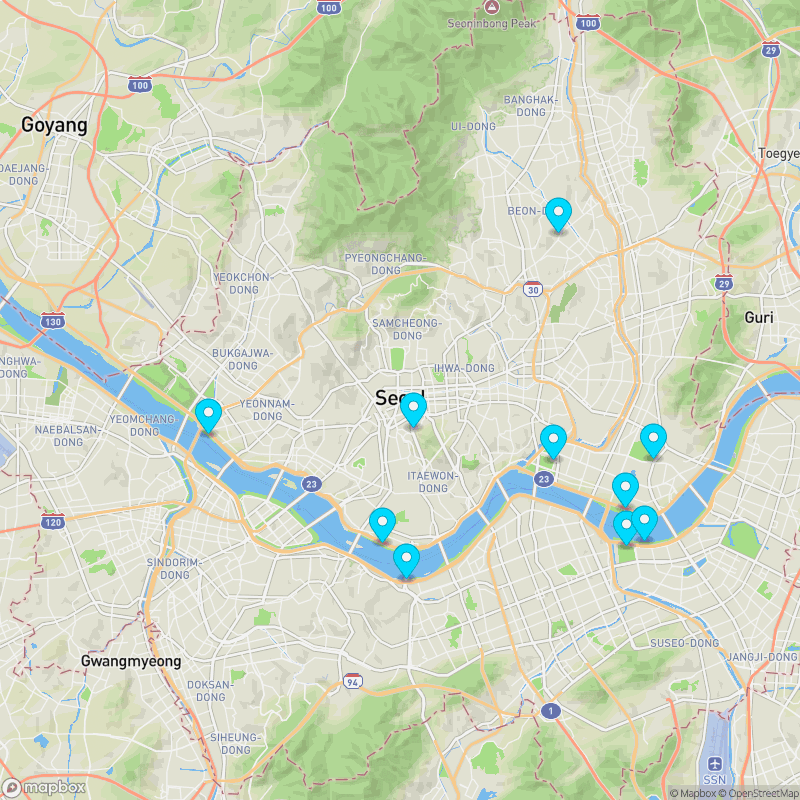 100
Seoninbong Peak
29
100
100
BANGHAK-
DONG
Goyang
UI-DONG
Toegye
DAEJANG-
DONG
BEON-D
PYEONGCHANG-
DONG
YEOKCHON-
DONG
30
29
Guri
130
SAMCHEONG-
DONG
BUKGAJWA-
DONG
IHWA-DONG
NGHWA-
DONG
Seoul
YEONNAM-
DONG
YEOMCHANG-
DONG
NAEBALSAN-
DONG
ITAEWON-
DONG
23
23
120
SINDORIM-
DONG
SUSEO-DONG
JANGJI-DONG
Gwangmyeong
DOKSAN-
DONG
94
1
SIHEUNG-
DONG
SSN
mapbox
© Mapbox © OpenStreetMap